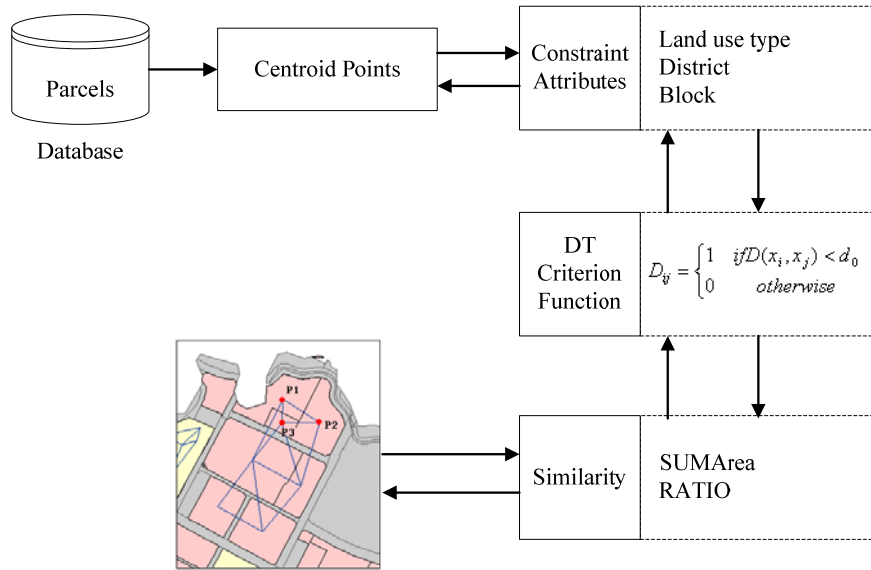 Parcels
Database
Centroid Points
Constraint
Attributes
Land use type
District
Block
DT
Criterion
Function
D_ij = { 1 if D(x_i, x_j) < d_0
0 otherwise
P1
P2
P3
Similarity
SUMArea
RATIO